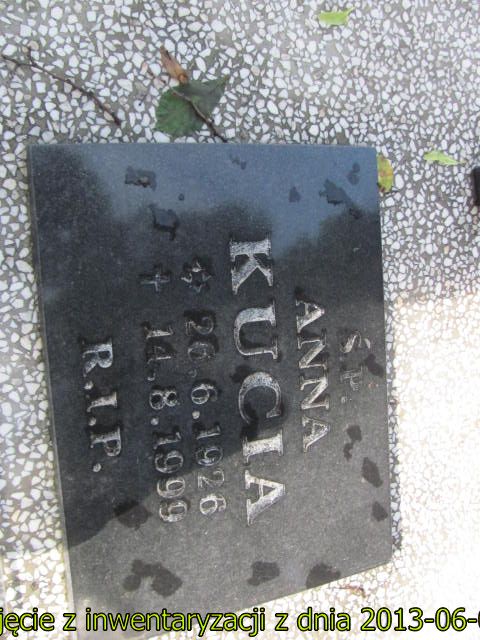 Ś.P.
ANNA
KUCIA
26.6.1926
14.8.1999
R.I.P.
jęcie z inwentaryzacji z dnia 2013-06-0